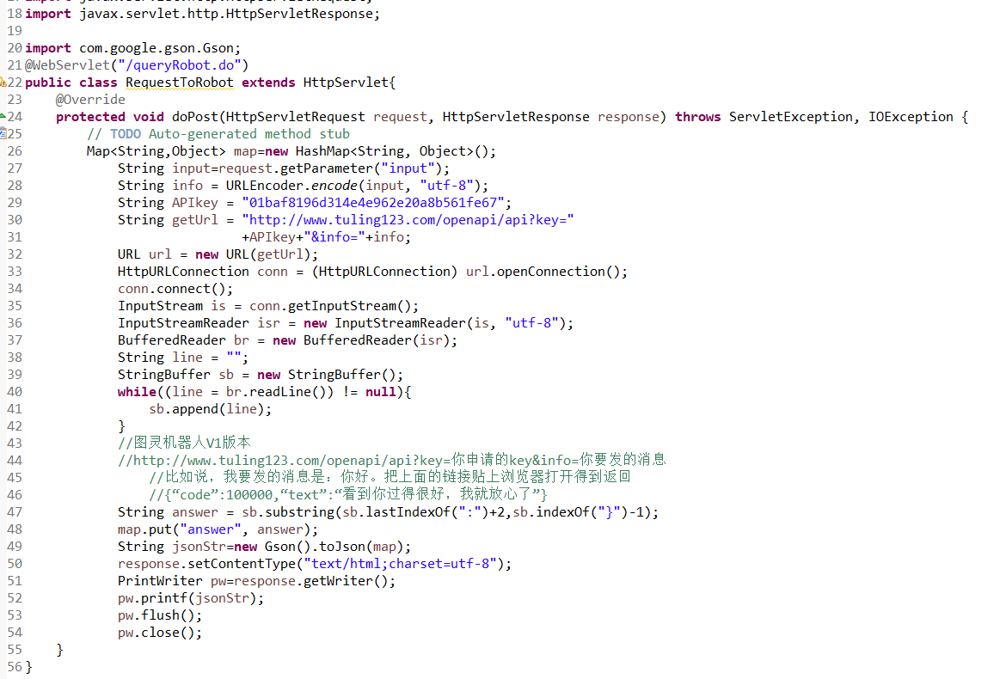 18 import javax.servlet.http.HttpServletResponse;
19
20 import com.google.gson.Gson;
21 @WebServlet("/queryRobot.do")
22 public class RequestToRobot extends HttpServlet{
23 @Override
24 protected void doPost(HttpServletRequest request, HttpServletResponse response) throws ServletException, IOException {
25 // TODO Auto-generated method stub
26 Map<String,Object> map=new HashMap<String, Object>();
27 String input=request.getParameter("input");
28 String info = URLEncoder.encode(input, "utf-8");
29 String APIkey = "01baf8196d314e4e962e20a8b561fe67";
30 String getUrl = "http://www.tuling123.com/openapi/api?key="
31 +APIkey+"&info="+info;
32 URL url = new URL(getUrl);
33 HttpURLConnection conn = (HttpURLConnection) url.openConnection();
34 conn.connect();
35 InputStream is = conn.getInputStream();
36 InputStreamReader isr = new InputStreamReader(is, "utf-8");
37 BufferedReader br = new BufferedReader(isr);
38 String line = "";
39 StringBuffer sb = new StringBuffer();
40 while((line = br.readLine()) != null){
41 sb.append(line);
42 }
43 //图灵机器人V1版本
44 //http://www.tuling123.com/openapi/api?key=你申请的key&info=你要发的消息
45 //比如说，我要发的消息是：你好。把上面的链接贴上浏览器打开得到返回
46 //{“code”:100000,“text”:“看到你过得很好，我就放心了”}
47 String answer = sb.substring(sb.lastIndexOf(":")+2,sb.indexOf("}")-1);
48 map.put("answer", answer);
49 String jsonStr=new Gson().toJson(map);
50 response.setContentType("text/html;charset=utf-8");
51 PrintWriter pw=response.getWriter();
52 pw.printf(jsonStr);
53 pw.flush();
54 pw.close();
55 }
56 }